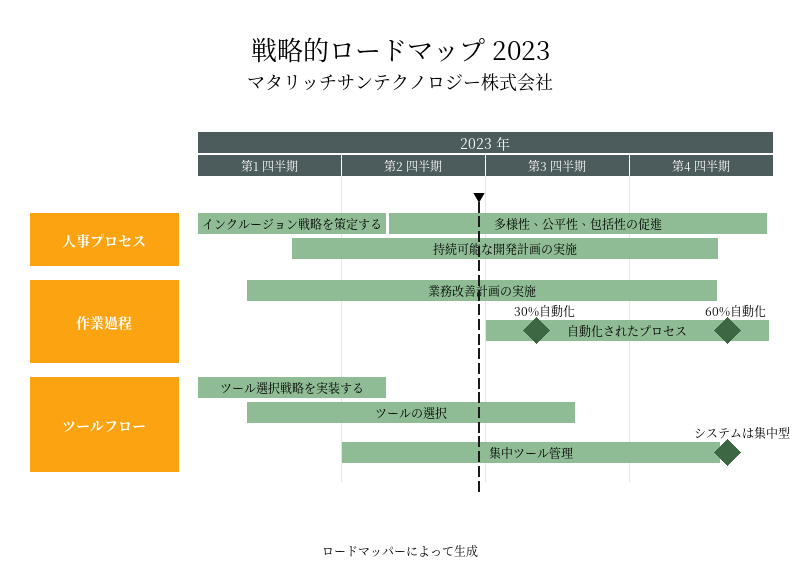 戦略的ロードマップ 2023
マタリッチサンテクノロジー株式会社
2023 年
第1 四半期
第2 四半期
第3 四半期
第4 四半期
人事プロセス
インクルージョン戦略を策定する
多様性、公平性、包括性の促進
持続可能な開発計画の実施
作業過程
業務改善計画の実施
30%自動化
60%自動化
自動化されたプロセス
ツールフロー
ツール選択戦略を実装する
ツールの選択
システムは集中型
集中ツール管理
ロードマッパーによって生成